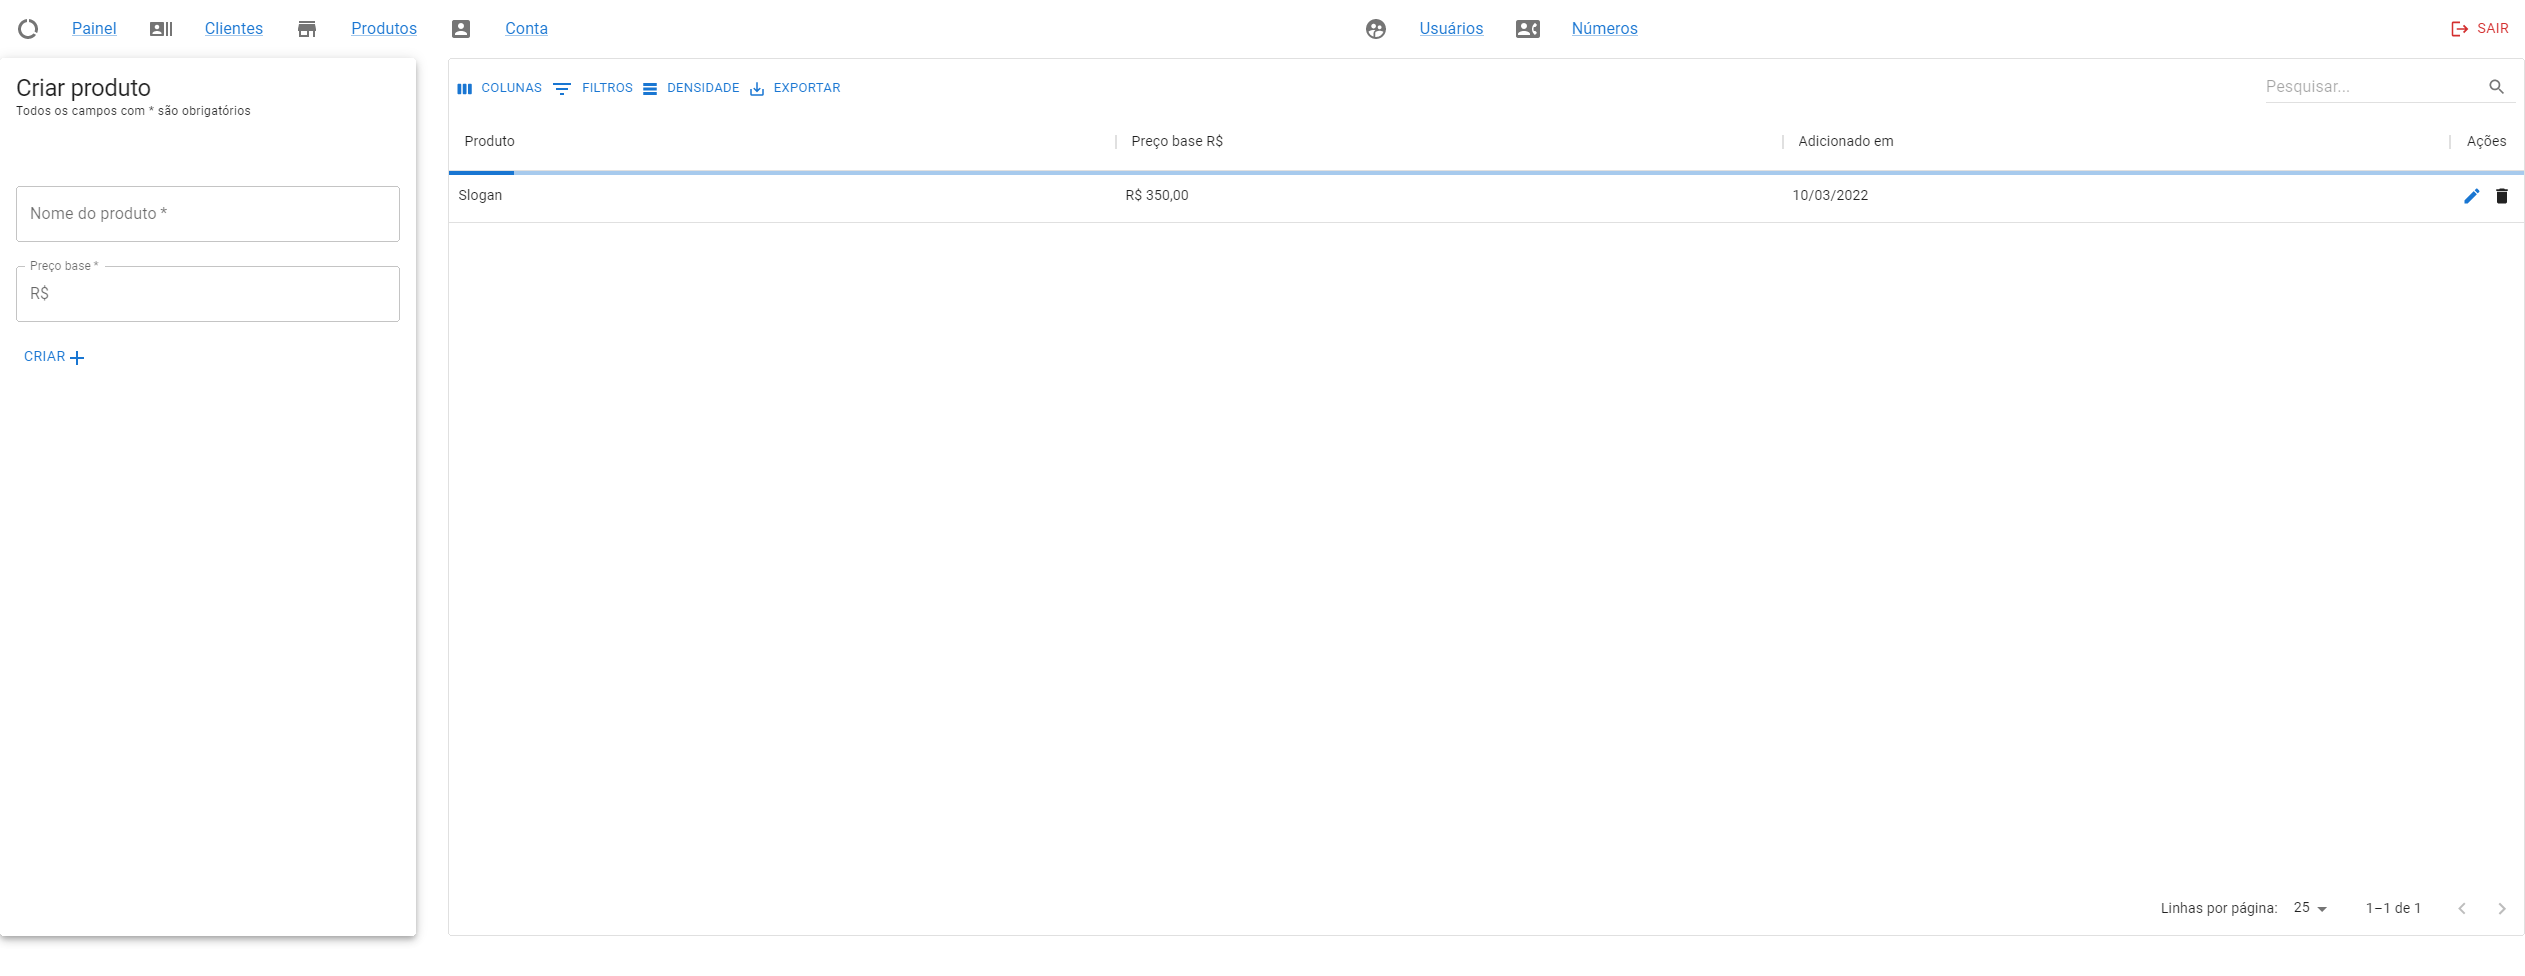 Painel Clientes Produtos Conta Usuários Números SAIR
Criar produto
Todos os campos com * são obrigatórios
Nome do produto *
Preço base *
R$
CRIAR
COLUNAS FILTROS DENSIDADE EXPORTAR Pesquisar...
Produto Preço base R$ Adicionado em Ações
Slogan R$ 350,00 10/03/2022
Linhas por página: 25 1–1 de 1